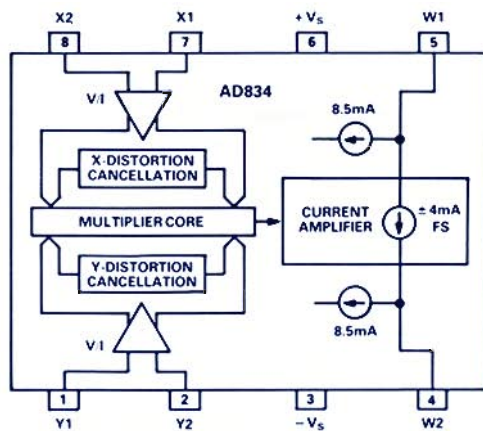 X2 X1 + VS W1
8 7 6 5
AD834
V/I
8.5mA
X-DISTORTION
CANCELLATION
MULTIPLIER CORE
CURRENT
AMPLIFIER
± 4mA
FS
Y-DISTORTION
CANCELLATION
8.5mA
V/I
1 2 3 4
Y1 Y2 − VS W2